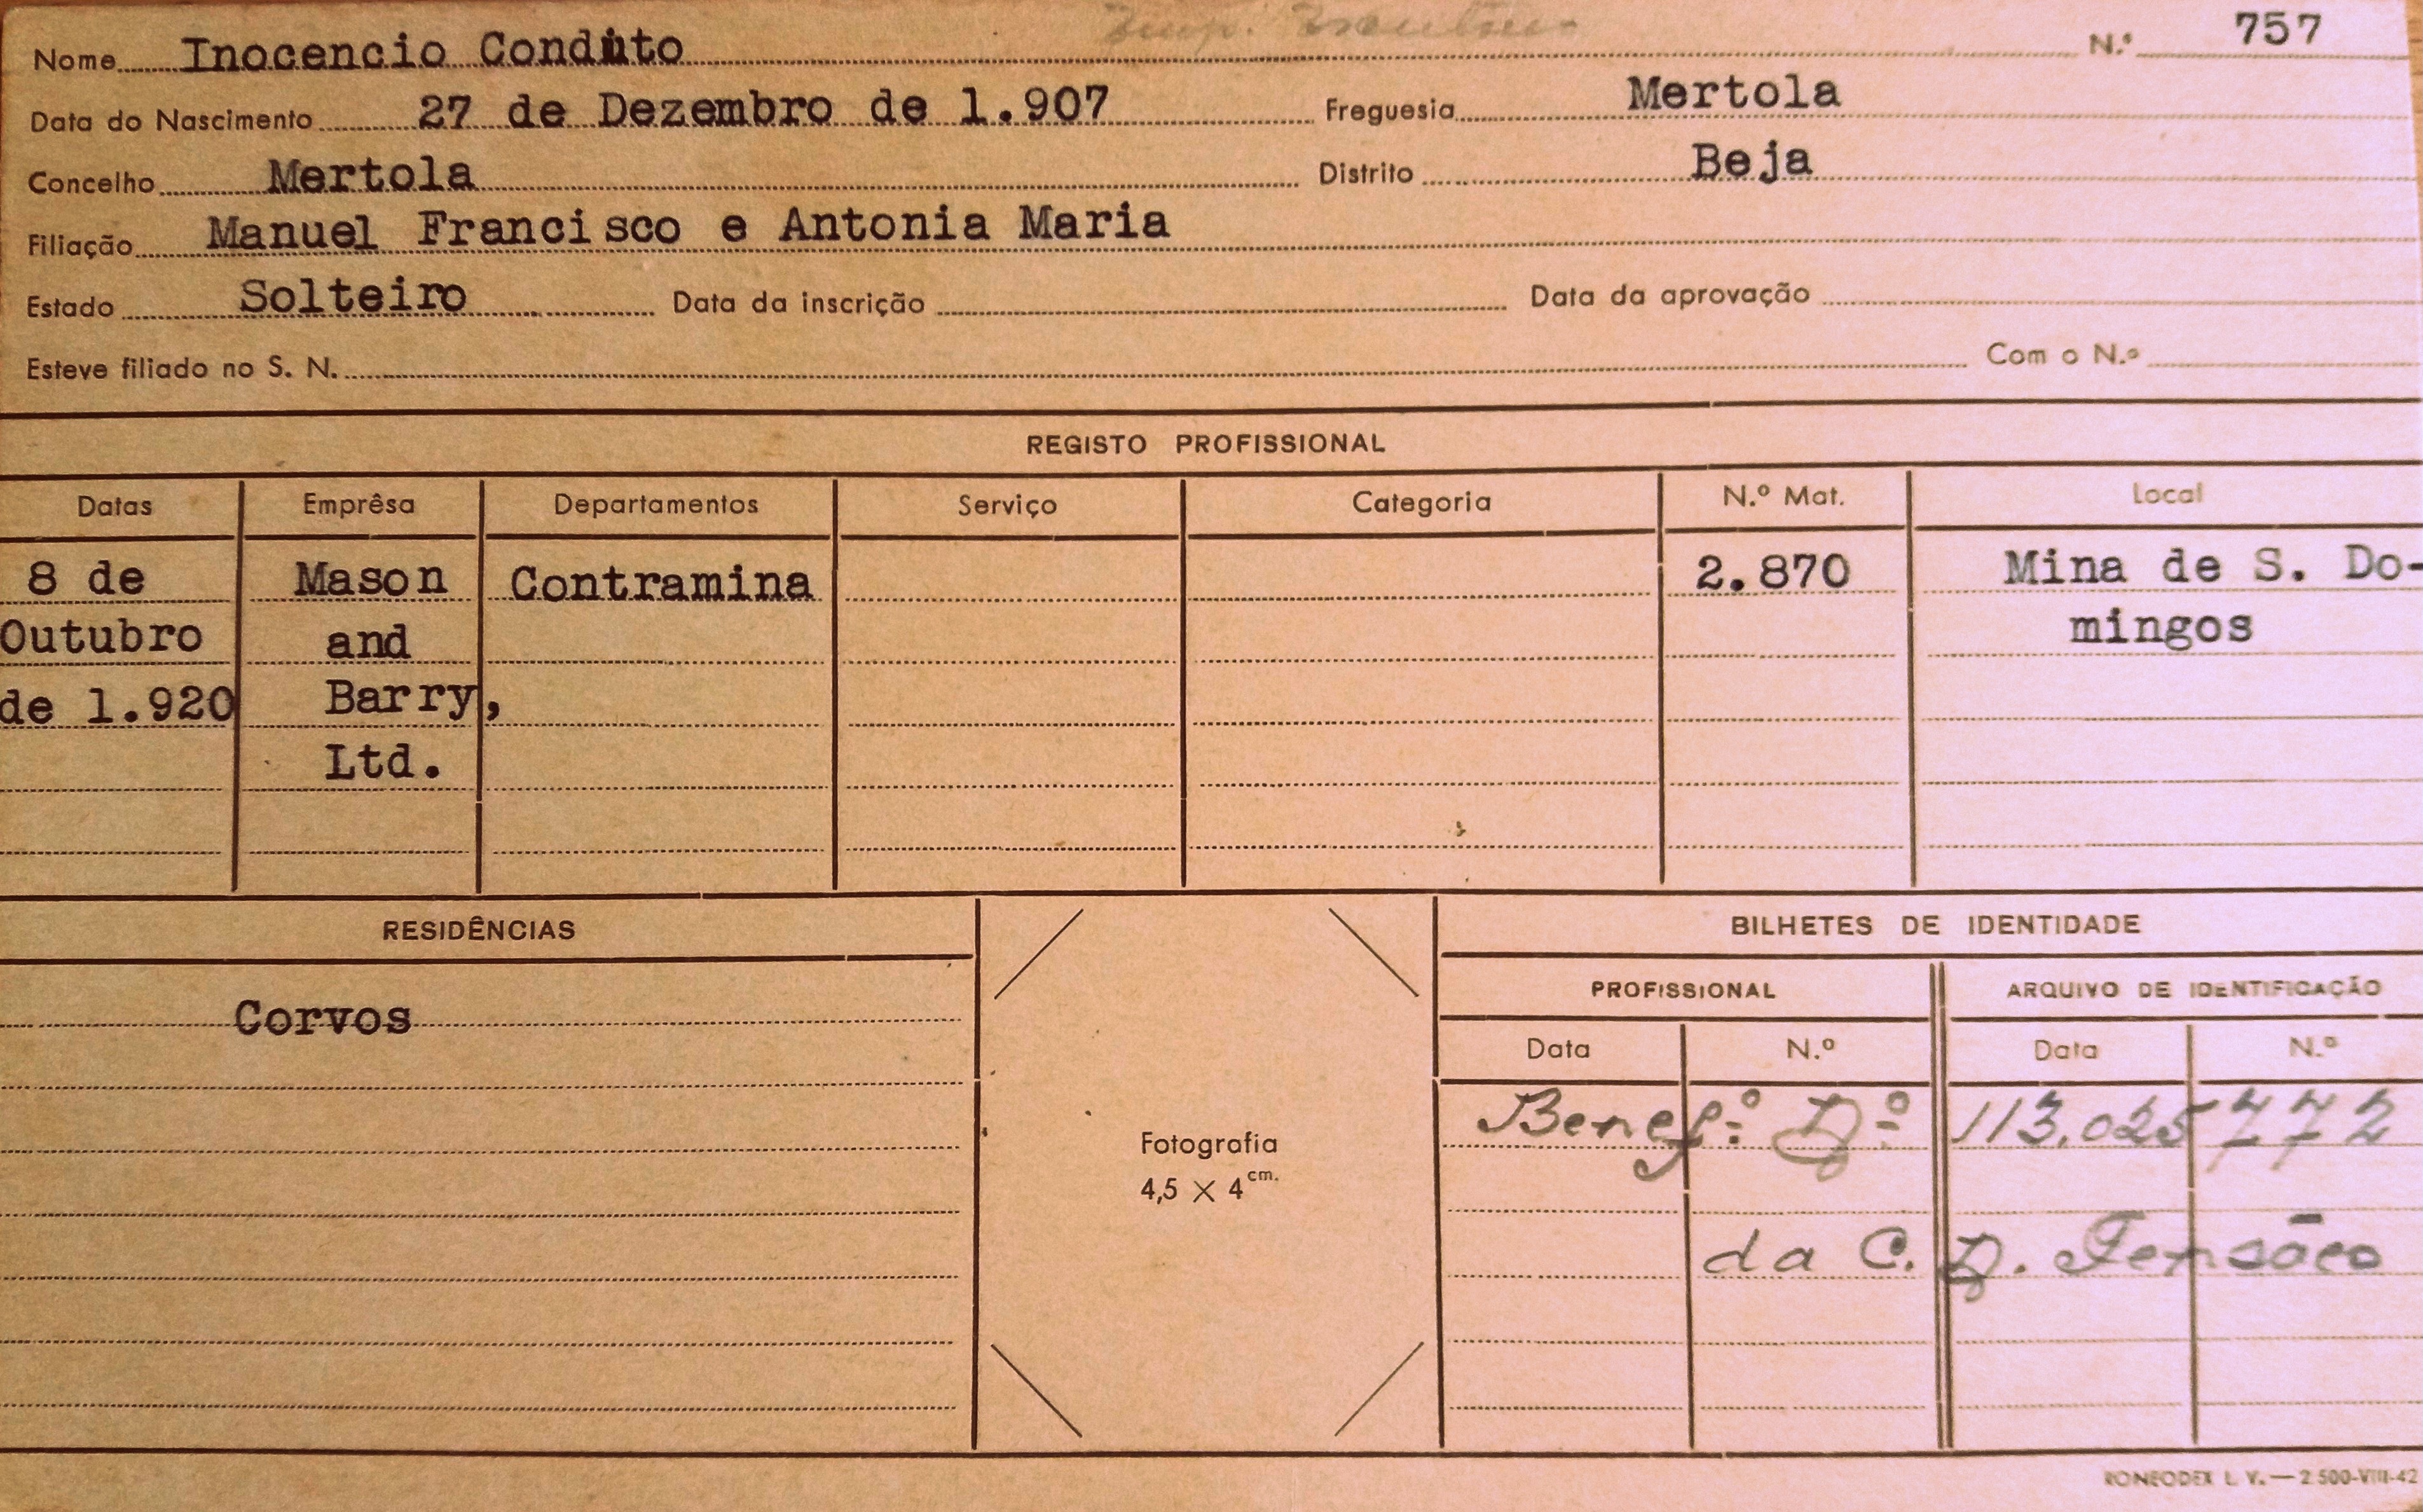 Nome Inocencio Conduto N.º 757
Data do Nascimento 27 de Dezembro de 1.907 Freguesia Mertola
Concelho Mertola Distrito Beja
Filiação Manuel Francisco e Antonia Maria
Estado Solteiro Data da inscrição Data da aprovação
Esteve filiado no S. N. Com o N.º
REGISTO PROFISSIONAL
Datas Emprêsa Departamentos Serviço Categoria N.º Mat. Local
8 de Mason Contramina 2.870 Mina de S. Do-
Outubro and mingos
de 1.920 Barry,
Ltd.
RESIDÊNCIAS BILHETES DE IDENTIDADE
PROFISSIONAL ARQUIVO DE IDENTIFICAÇÃO
Corvos
Data N.º Data N.º
Benef.º 113.025772
Fotografia
4,5 × 4 cm.
da C.
RONEODEX L. V. — 2 500-VIII-42